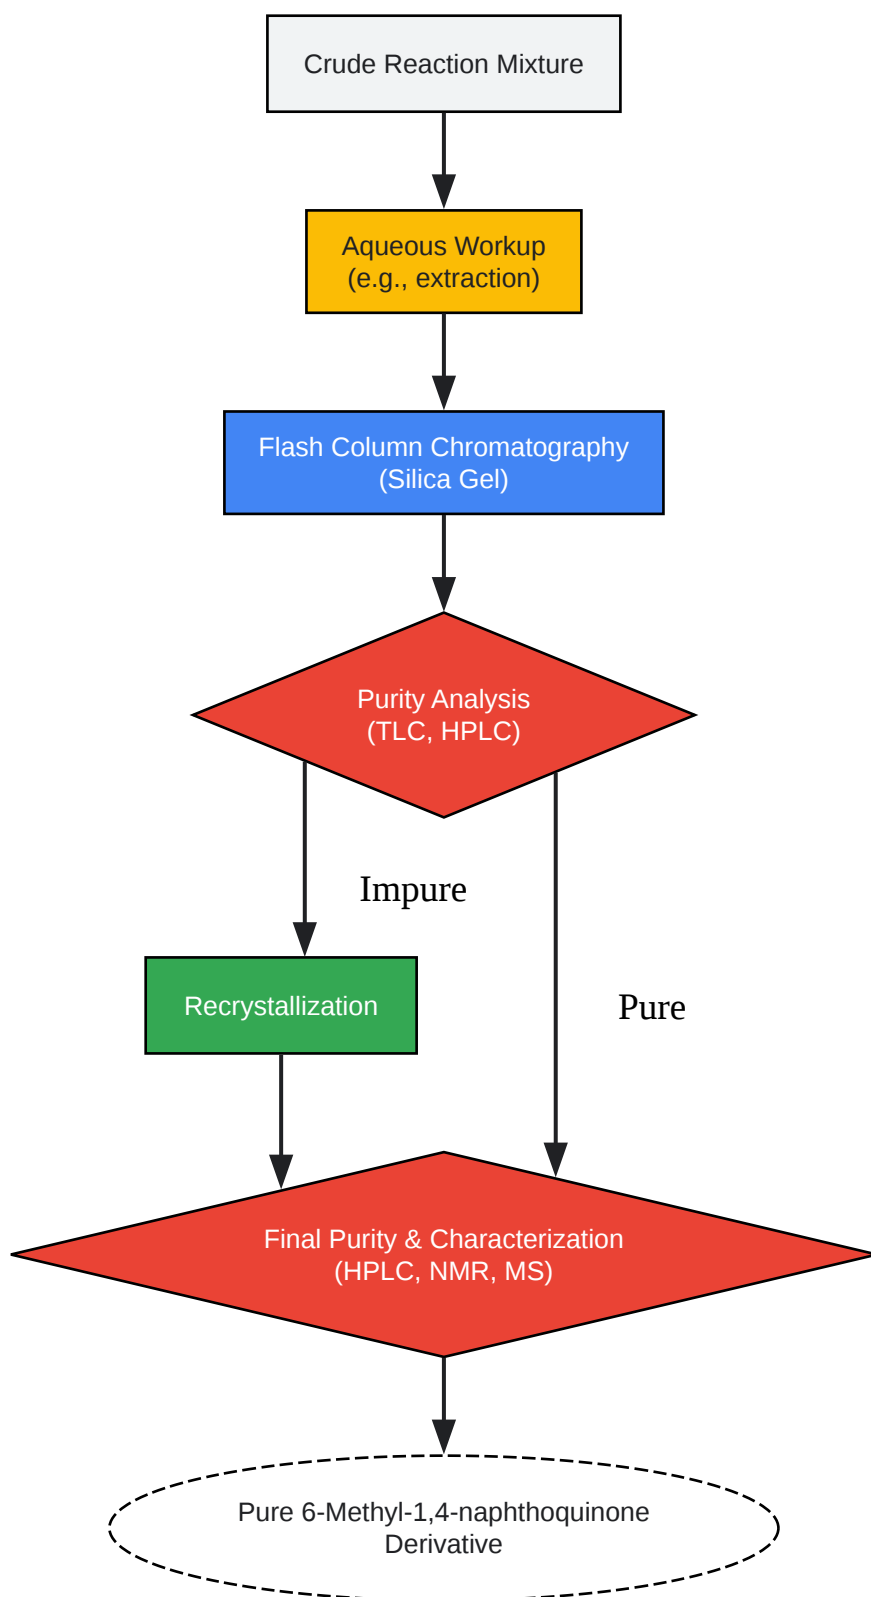 Crude Reaction Mixture
Aqueous Workup
(e.g., extraction)
Flash Column Chromatography
(Silica Gel)
Purity Analysis
(TLC, HPLC)
Impure
Recrystallization
Pure
Final Purity & Characterization
(HPLC, NMR, MS)
Pure 6-Methyl-1,4-naphthoquinone
Derivative